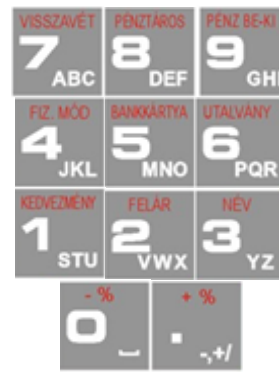 VISSZAVÉT PÉNZTÁROS PÉNZ BE-KI
7 8 9
ABC DEF GHI
FIZ. MÓD BANKKÁRTYA UTALVÁNY
4 5 6
JKL MNO PQR
KEDVEZMÉNY FELÁR NÉV
1 2 3
STU VWX YZ
- % + %
0 .
⎵ -,+/